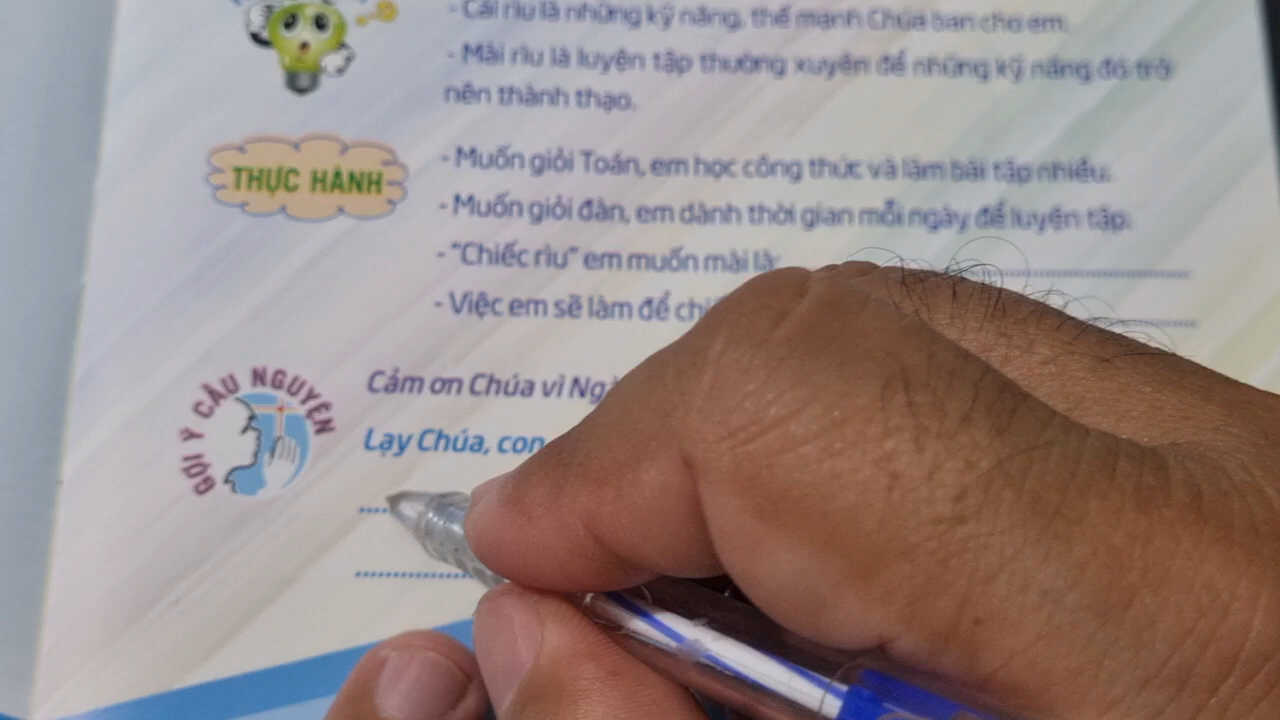 - Cái rìu là những kỹ năng, thế mạnh Chúa ban cho em.
- Mài rìu là luyện tập thường xuyên để những kỹ năng đó trở
nên thành thạo.
THỰC HÀNH
- Muốn giỏi Toán, em học công thức và làm bài tập nhiều.
- Muốn giỏi đàn, em dành thời gian mỗi ngày để luyện tập.
- "Chiếc rìu" em muốn mài là:
- Việc em sẽ làm để
GỢI Ý CẦU NGUYỆN
Cảm ơn Chúa vì
Lạy Chúa, con